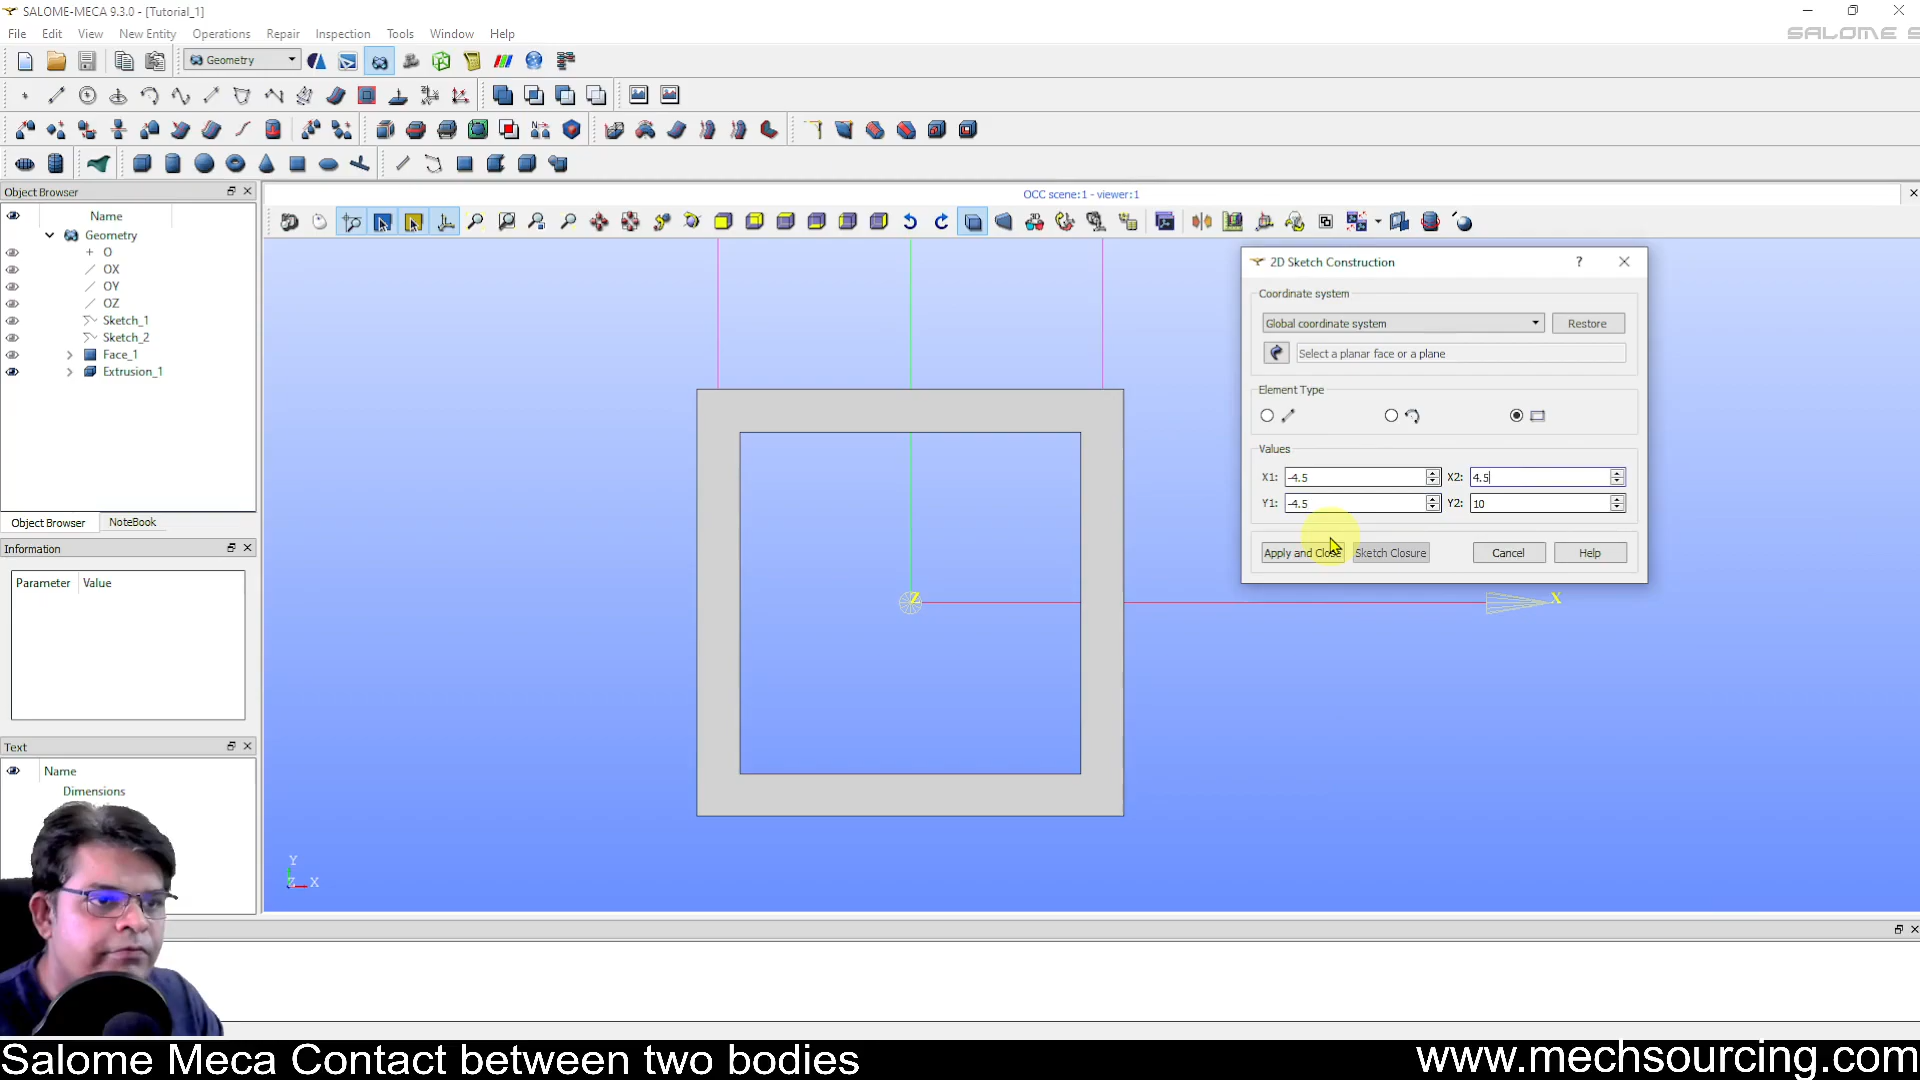 SALOME-MECA 9.3.0 - [Tutorial_1]
File Edit View New Entity Operations Repair Inspection Tools Window Help
SALOME 9
Geometry
Object Browser
OCC scene:1 - viewer:1
Name
Geometry
O
OX
OY
OZ
Sketch_1
Sketch_2
Face_1
Extrusion_1
Object Browser NoteBook
Information
Parameter Value
Text
Name
Dimensions
2D Sketch Construction ?
Coordinate system
Global coordinate system Restore
Select a planar face or a plane
Element Type
Values
X1: -4.5 X2: 4.5
Y1: -4.5 Y2: 10
Apply and Close Sketch Closure Cancel Help
Z X
Y
Z X
Salome Meca Contact between two bodies
www.mechsourcing.com